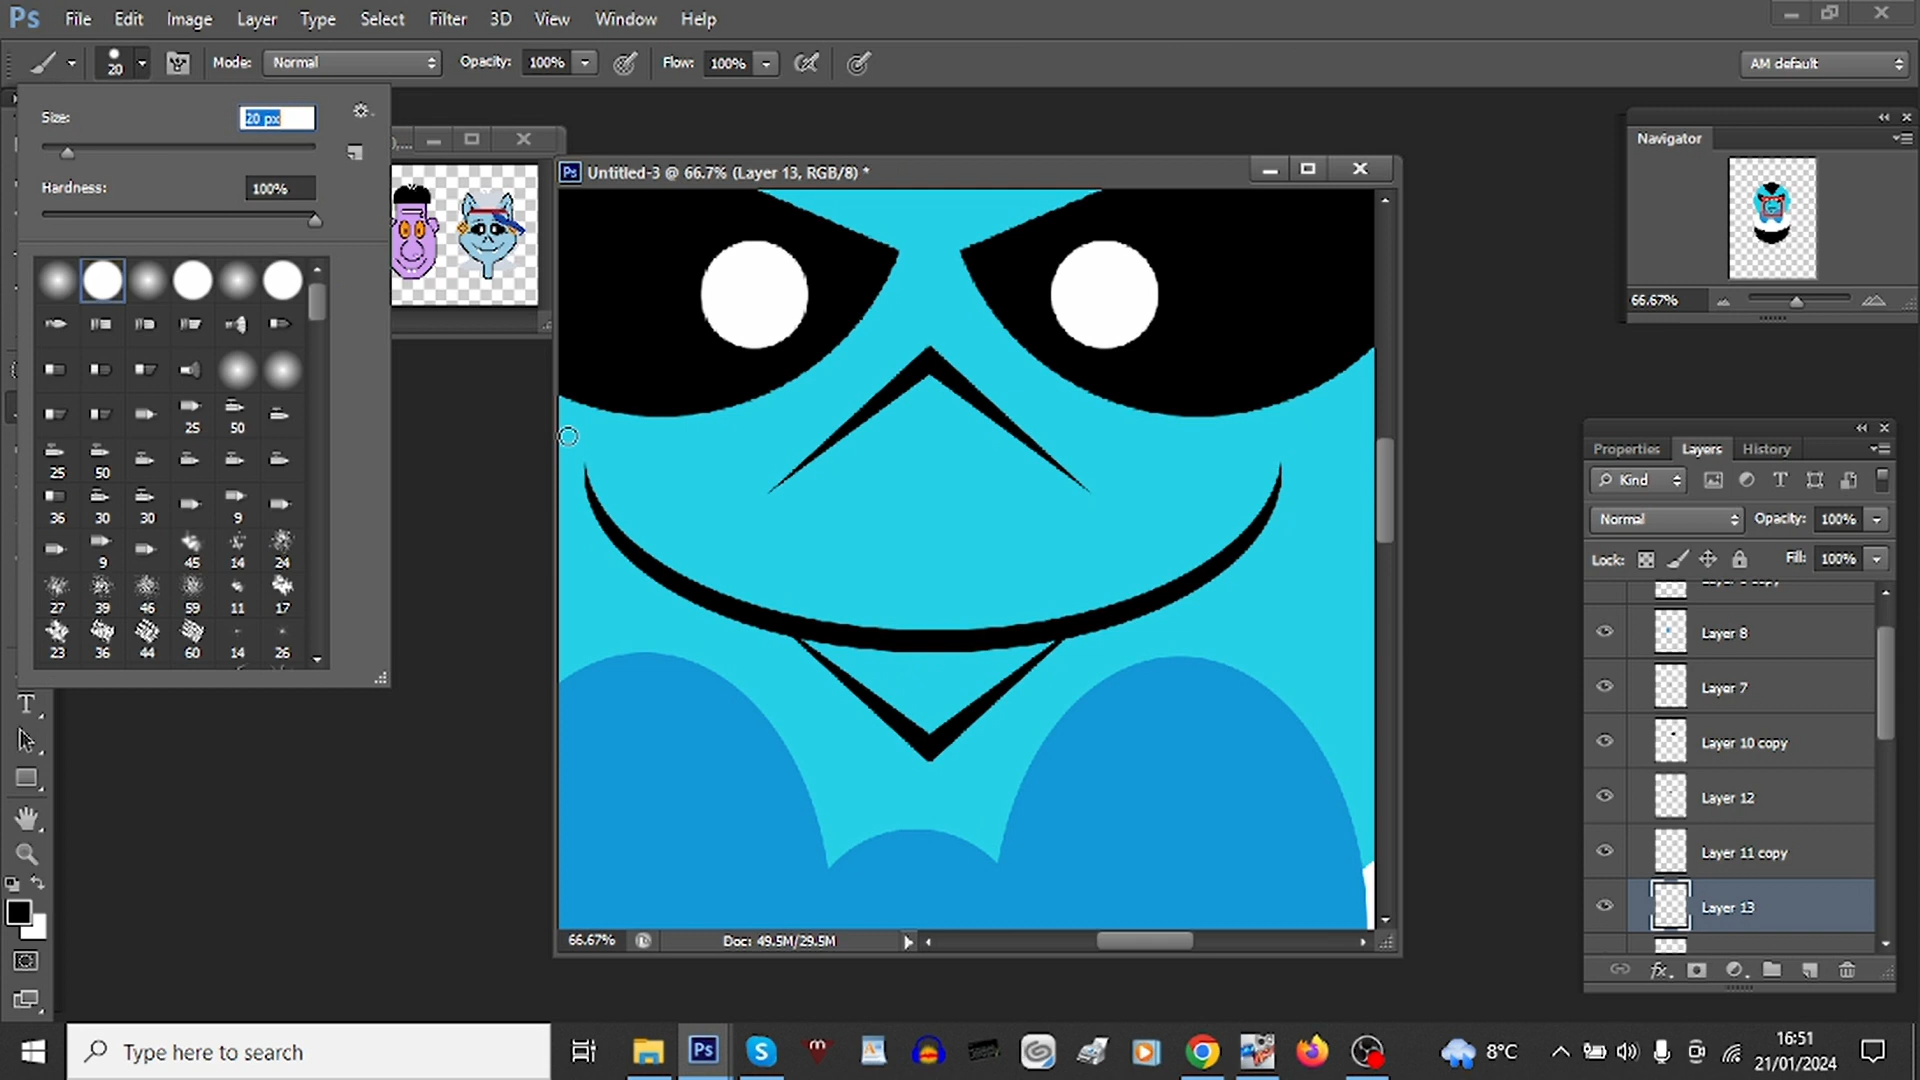 Ps File Edit Image Layer Type Select Filter 3D View Window Help
20 Mode: Normal Opacity: 100% Flow: 100% AM default
Size: 20 px
Hardness: 100%
25 50
25 50
36 30 30 9
9 45 14 24
27 39 46 59 11 17
23 36 44 60 14 26
Ps Untitled-3 @ 66.7% (Layer 13, RGB/8) *
66.67% Doc: 49.5M/29.5M
Navigator
66.67%
Properties Layers History
Kind
Normal Opacity: 100%
Lock: Fill: 100%
Layer 8
Layer 7
Layer 10 copy
Layer 12
Layer 11 copy
Layer 13
T
Type here to search
Ps
8°C
16:51
21/01/2024